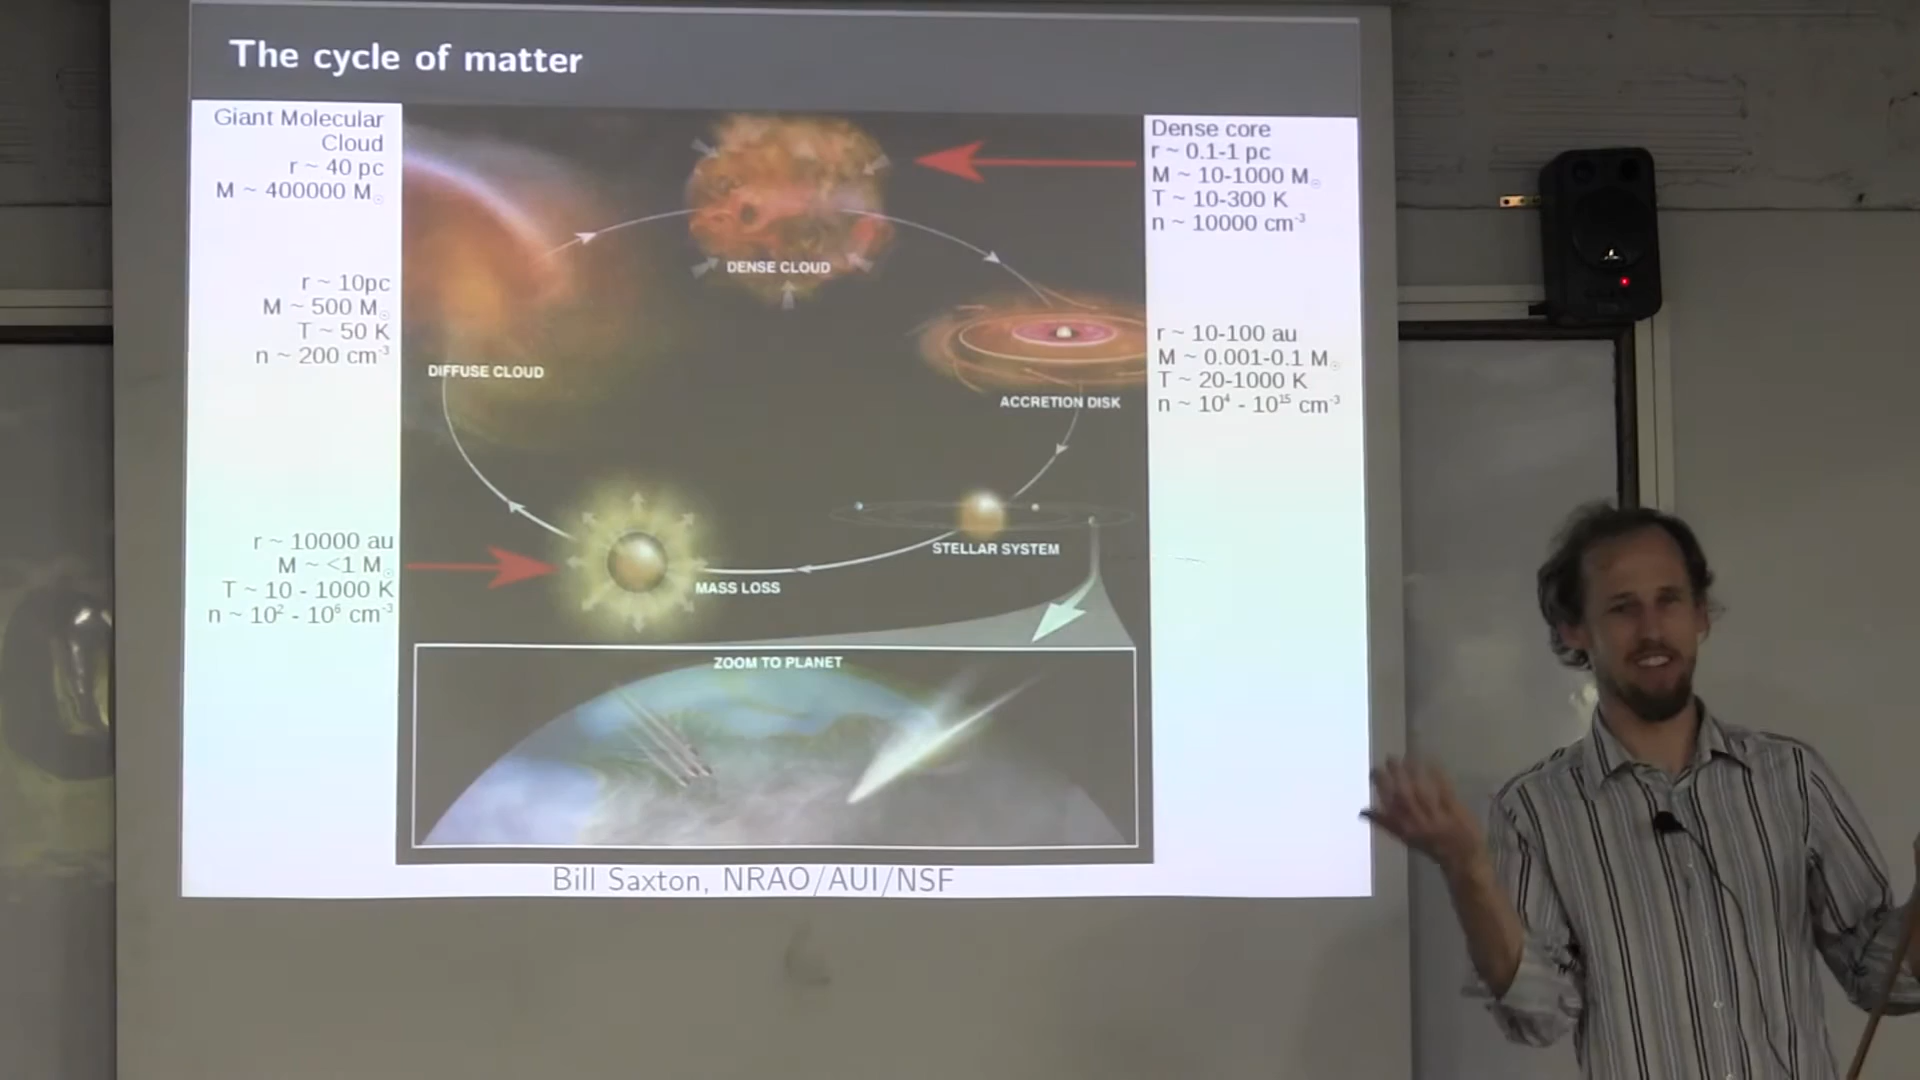 The cycle of matter
Giant Molecular
Cloud
r ~ 40 pc
M ~ 400000 M☉
r ~ 10pc
M ~ 500 M☉
T ~ 50 K
n ~ 200 cm⁻³
r ~ 10000 au
M ~ <1 M☉
T ~ 10 - 1000 K
n ~ 10² - 10⁶ cm⁻³
DENSE CLOUD
DIFFUSE CLOUD
ACCRETION DISK
STELLAR SYSTEM
MASS LOSS
ZOOM TO PLANET
Dense core
r ~ 0.1-1 pc
M ~ 10-1000 M☉
T ~ 10-300 K
n ~ 10000 cm⁻³
r ~ 10-100 au
M ~ 0.001-0.1 M☉
T ~ 20-1000 K
n ~ 10⁴ - 10¹⁵ cm⁻³
Bill Saxton, NRAO/AUI/NSF